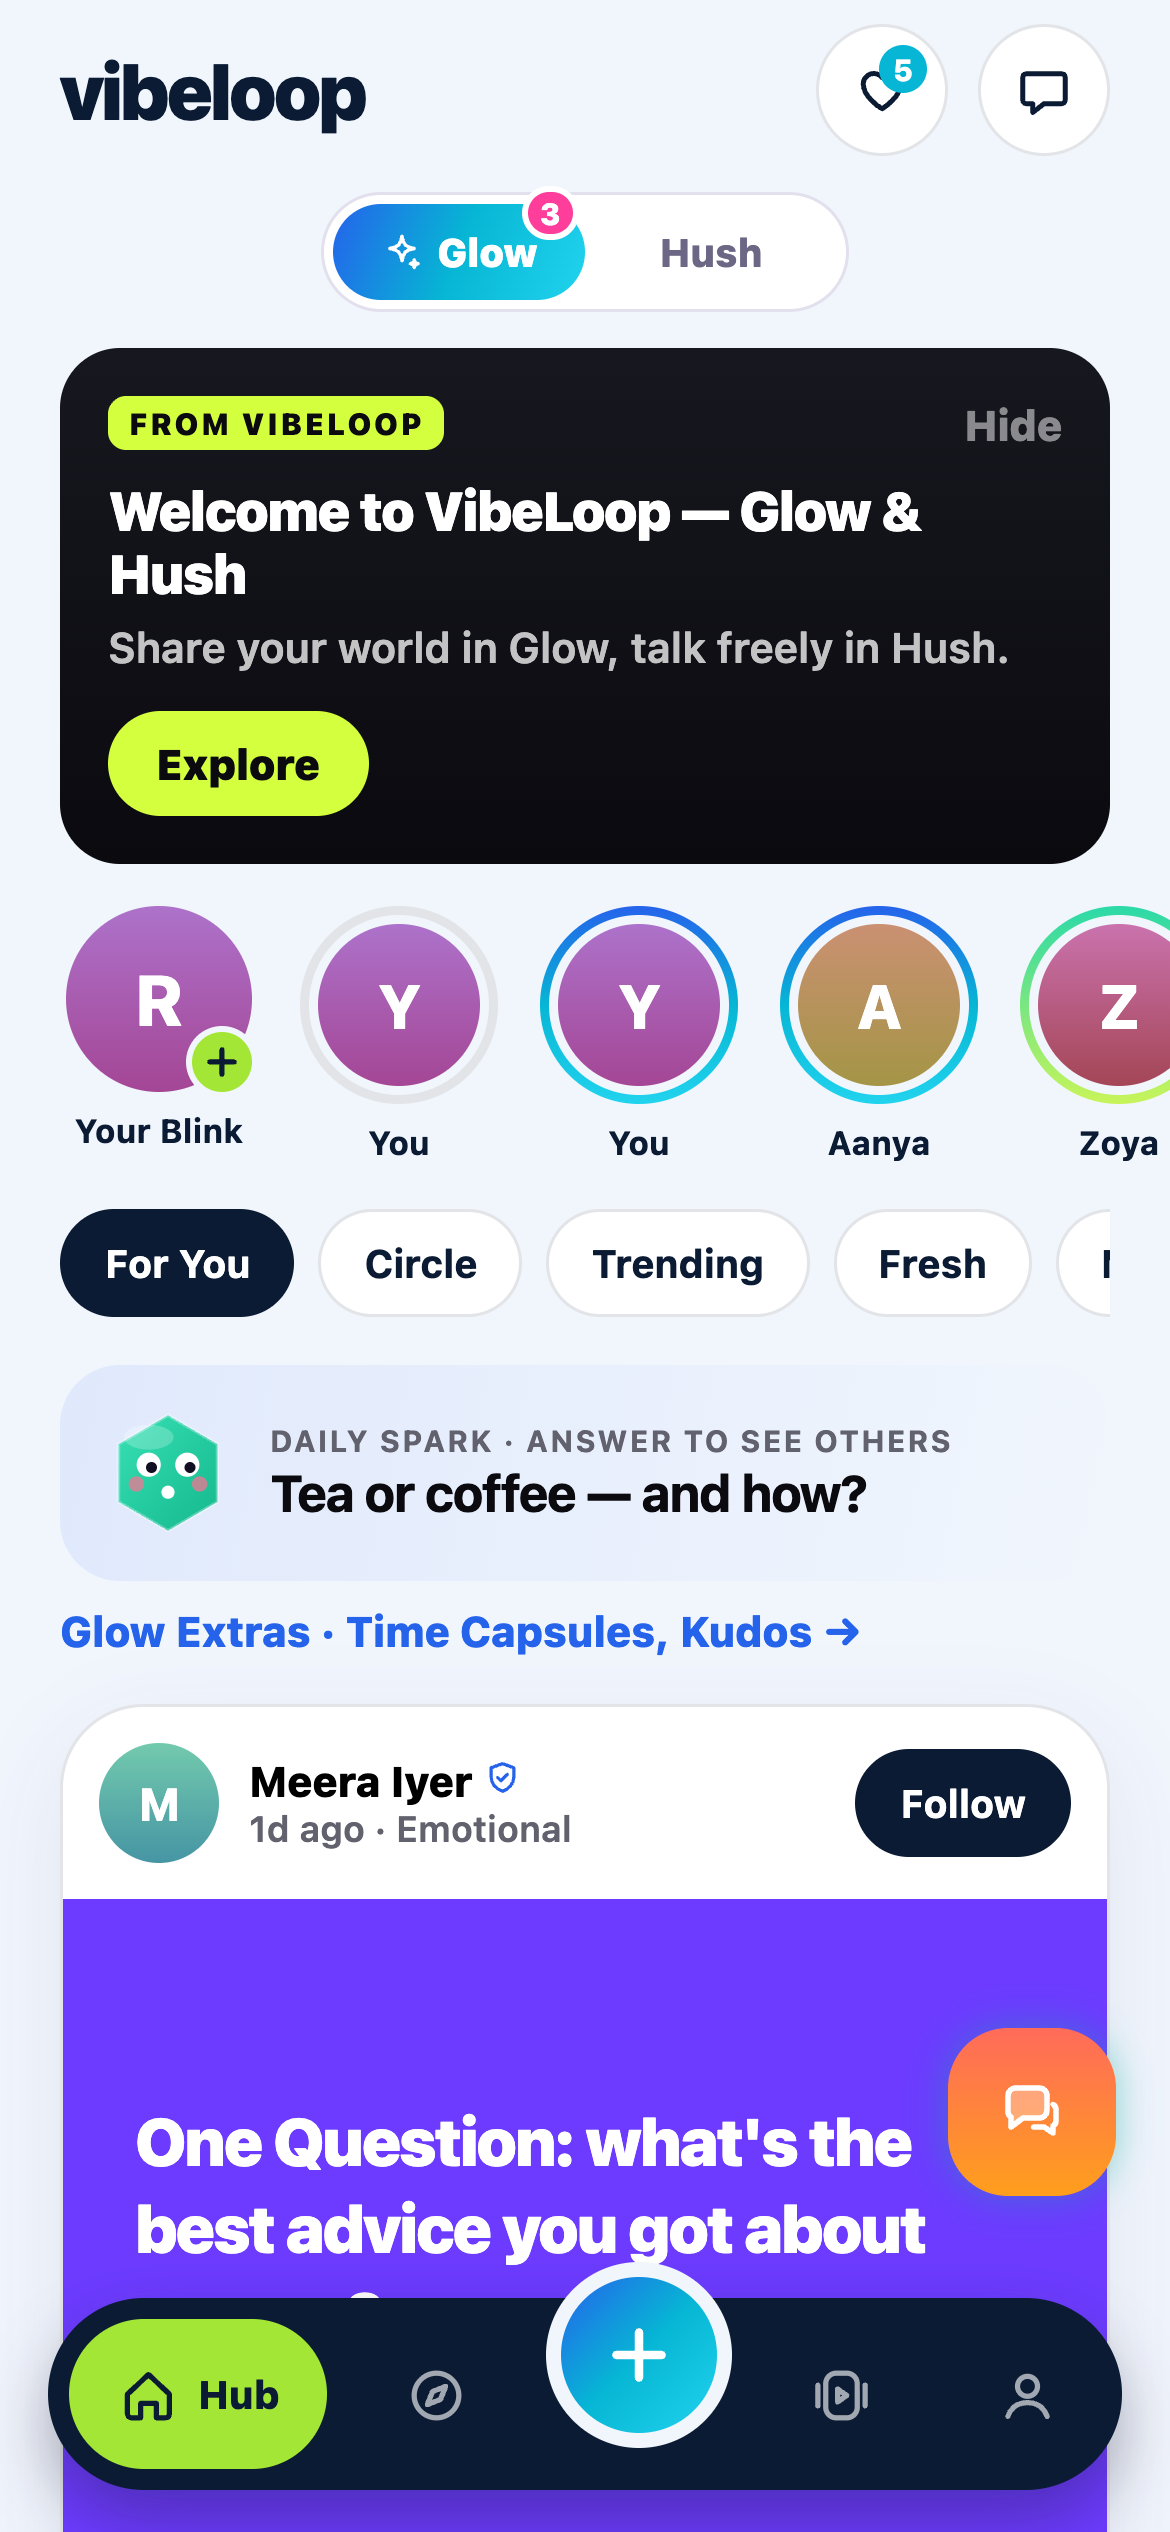 vibeloop
5
3
Glow
Hush
FROM VIBELOOP
Hide
Welcome to VibeLoop — Glow &
Hush
Share your world in Glow, talk freely in Hush.
Explore
R
Y
Y
A
Z
Your Blink
You
You
Aanya
Zoya
For You
Circle
Trending
Fresh
DAILY SPARK · ANSWER TO SEE OTHERS
Tea or coffee — and how?
Glow Extras · Time Capsules, Kudos →
M
Meera Iyer
1d ago · Emotional
Follow
One Question: what's the
best advice you got about
Hub